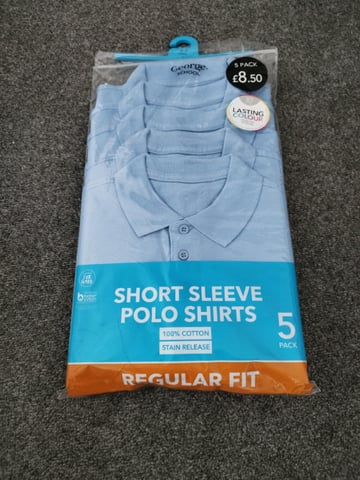 George.
SCHOOL
5 PACK
£8.50
LASTING
COLOUR
SHORT SLEEVE
POLO SHIRTS
100% COTTON
STAIN RELEASE
5
PACK
REGULAR FIT